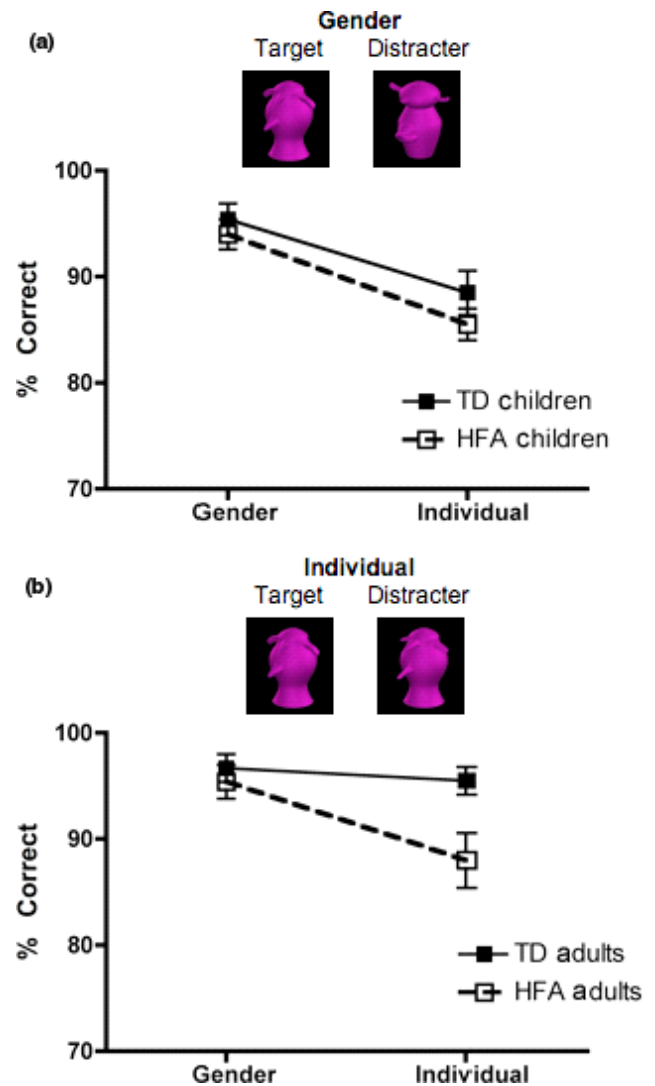 (a)
Gender
Target Distracter
100
90
80
70
% Correct
TD children
HFA children
Gender Individual
(b)
Individual
Target Distracter
100
90
80
70
% Correct
TD adults
HFA adults
Gender Individual